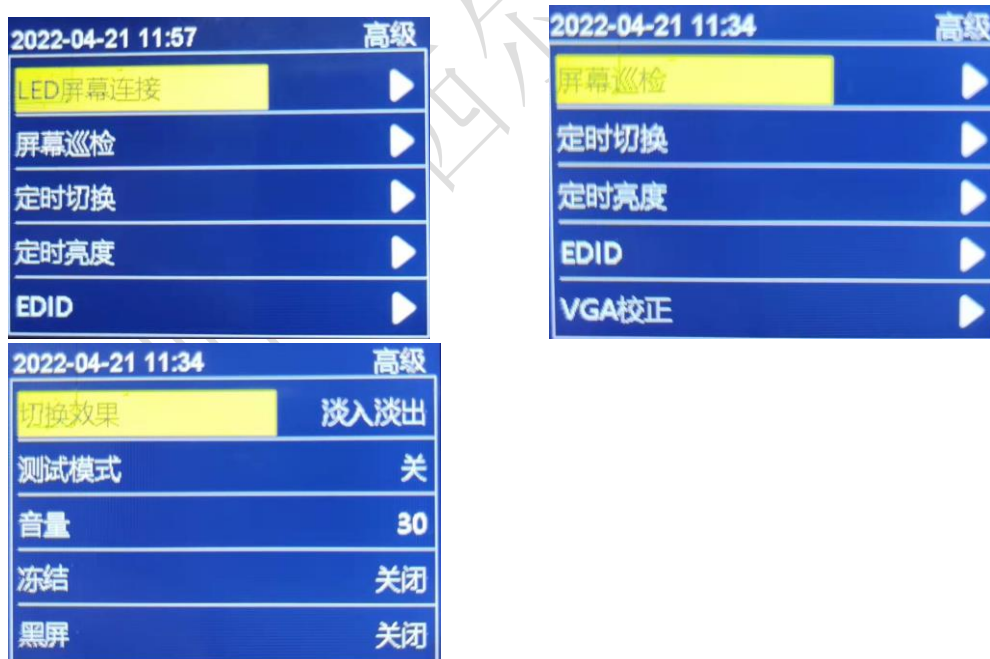 2022-04-21 11:57 高级
LED屏幕连接
屏幕巡检
定时切换
定时亮度
EDID
2022-04-21 11:34 高级
屏幕巡检
定时切换
定时亮度
EDID
VGA校正
2022-04-21 11:34 高级
切换效果 淡入淡出
测试模式 关
音量 30
冻结 关闭
黑屏 关闭